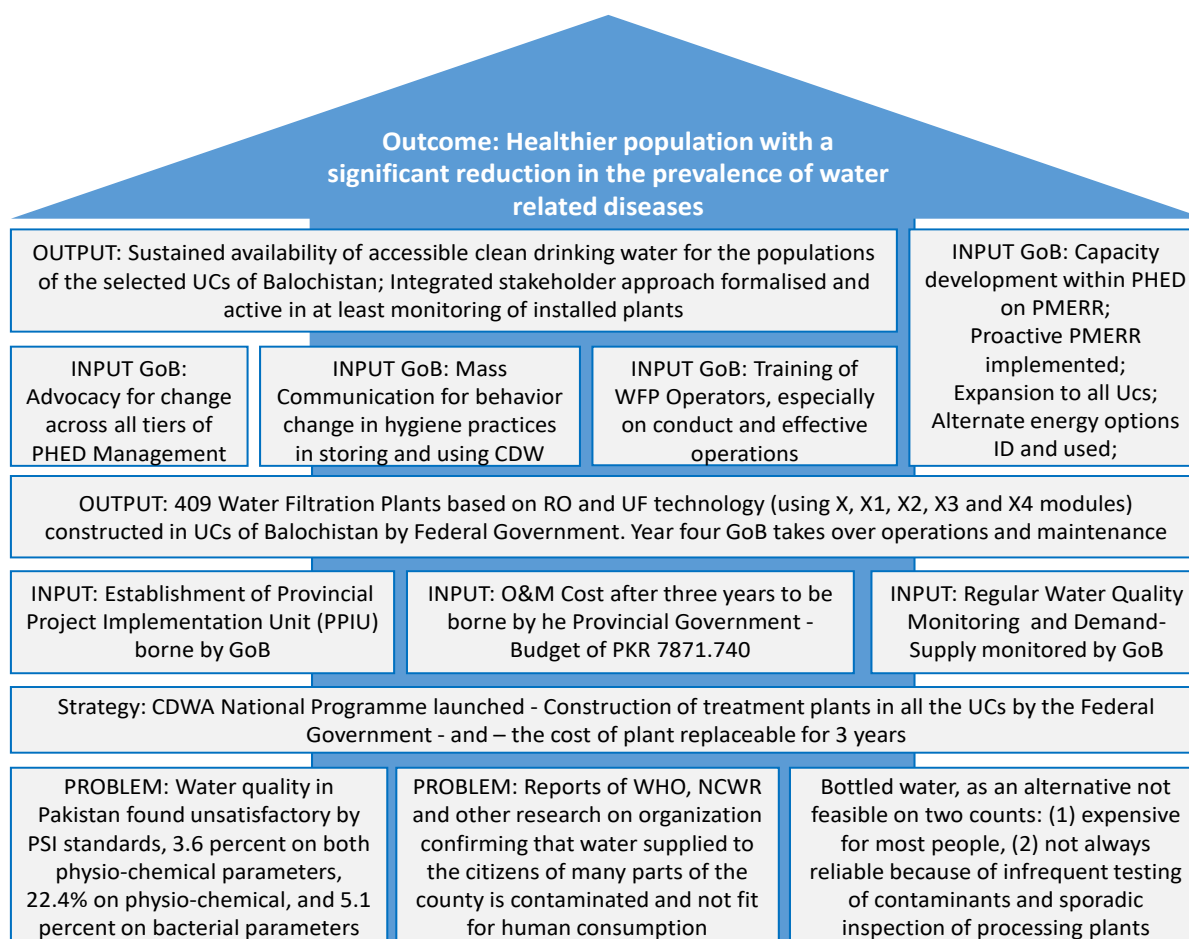 Outcome: Healthier population with a
significant reduction in the prevalence of water
related diseases
OUTPUT: Sustained availability of accessible clean drinking water for the populations
of the selected UCs of Balochistan; Integrated stakeholder approach formalised and
active in at least monitoring of installed plants
INPUT GoB: Capacity
development within PHED
on PMERR;
Proactive PMERR
implemented;
Expansion to all Ucs;
Alternate energy options
ID and used;
INPUT GoB:
Advocacy for change
across all tiers of
PHED Management
INPUT GoB: Mass
Communication for behavior
change in hygiene practices
in storing and using CDW
INPUT GoB: Training of
WFP Operators, especially
on conduct and effective
operations
OUTPUT: 409 Water Filtration Plants based on RO and UF technology (using X, X1, X2, X3 and X4 modules)
constructed in UCs of Balochistan by Federal Government. Year four GoB takes over operations and maintenance
INPUT: Establishment of Provincial
Project Implementation Unit (PPIU)
borne by GoB
INPUT: O&M Cost after three years to be
borne by he Provincial Government -
Budget of PKR 7871.740
INPUT: Regular Water Quality
Monitoring and Demand-
Supply monitored by GoB
Strategy: CDWA National Programme launched - Construction of treatment plants in all the UCs by the Federal
Government - and – the cost of plant replaceable for 3 years
PROBLEM: Water quality in
Pakistan found unsatisfactory by
PSI standards, 3.6 percent on both
physio-chemical parameters,
22.4% on physio-chemical, and 5.1
percent on bacterial parameters
PROBLEM: Reports of WHO, NCWR
and other research on organization
confirming that water supplied to
the citizens of many parts of the
county is contaminated and not fit
for human consumption
Bottled water, as an alternative not
feasible on two counts: (1) expensive
for most people, (2) not always
reliable because of infrequent testing
of contaminants and sporadic
inspection of processing plants